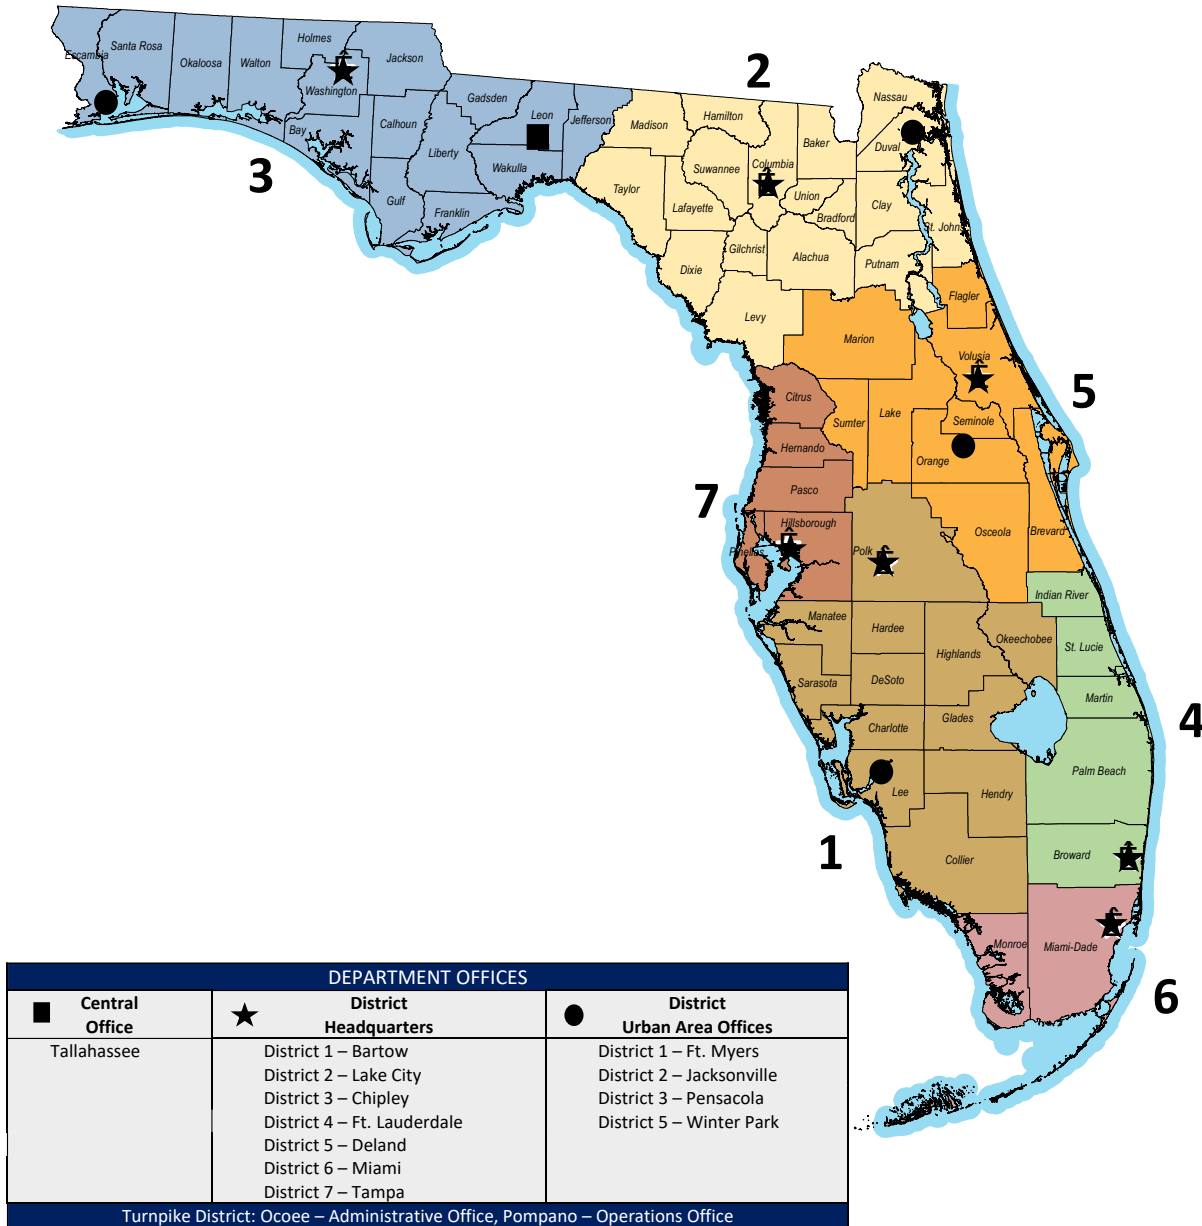 2
Holmes
Santa Rosa
Escambia
Okaloosa
Walton
Jackson
Washington
Gadsden
Leon
Jefferson
Bay
Calhoun
Liberty
Wakulla
Gulf
Franklin
3
Nassau
Duval
Hamilton
Madison
Baker
Columbia
Suwannee
Taylor
Lafayette
Union
Bradford
Clay
St. Johns
Gilchrist
Alachua
Putnam
Dixie
Levy
Flagler
Marion
Volusia
5
Citrus
Lake
Sumter
Seminole
Hernando
Orange
Pasco
7
Hillsborough
Pinellas
Polk
Osceola
Brevard
Indian River
Manatee
Hardee
Okeechobee
Highlands
St. Lucie
Sarasota
DeSoto
Martin
Charlotte
Glades
4
Palm Beach
Lee
Hendry
1
Collier
Broward
Monroe
Miami-Dade
6
DEPARTMENT OFFICES
Central
Office
District
Headquarters
District
Urban Area Offices
Tallahassee
District 1 – Bartow
District 2 – Lake City
District 3 – Chipley
District 4 – Ft. Lauderdale
District 5 – Deland
District 6 – Miami
District 7 – Tampa
District 1 – Ft. Myers
District 2 – Jacksonville
District 3 – Pensacola
District 5 – Winter Park
Turnpike District: Ocoee – Administrative Office, Pompano – Operations Office